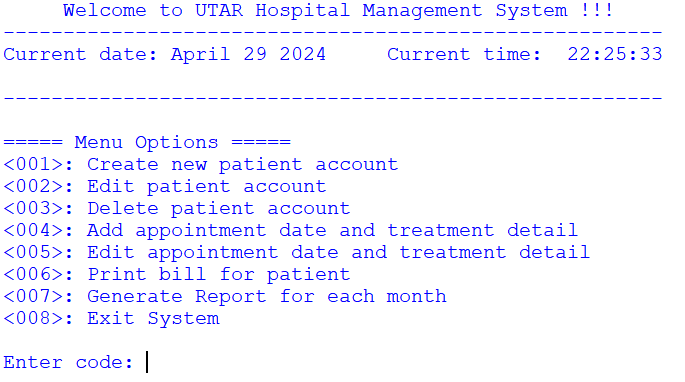 Welcome to UTAR Hospital Management System !!!
-------------------------------------------------------
Current date: April 29 2024     Current time:  22:25:33
-------------------------------------------------------
===== Menu Options =====
<001>: Create new patient account
<002>: Edit patient account
<003>: Delete patient account
<004>: Add appointment date and treatment detail
<005>: Edit appointment date and treatment detail
<006>: Print bill for patient
<007>: Generate Report for each month
<008>: Exit System
Enter code: